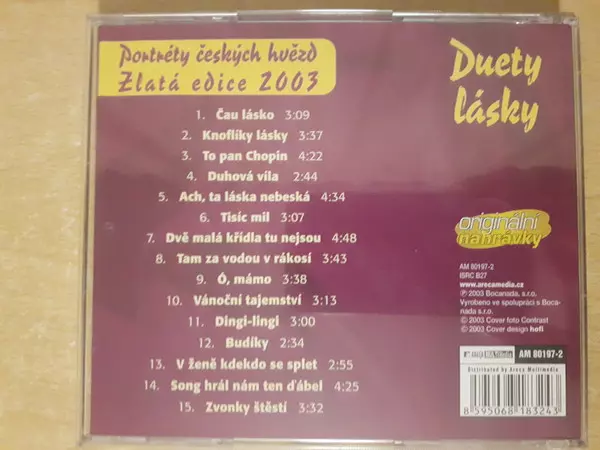 Portréty českých hvězd
Zlatá edice 2003
Duety
lásky
1. Čau lásko 3:09
2. Knoflíky lásky 3:37
3. To pan Chopin 4:22
4. Duhová víla 2:44
5. Ach, ta láska nebeská 4:34
6. Tisíc mil 3:07
7. Dvě malá křídla tu nejsou 4:48
8. Tam za vodou v rákosí 3:43
9. Ó, mámo 3:38
10. Vánoční tajemství 3:13
11. Dingi-lingi 3:00
12. Budíky 2:34
13. V ženě kdekdo se splet 2:55
14. Song hrál nám ten ďábel 4:25
15. Zvonky štěstí 3:32
originální
nahrávky
AM 80197-2
ISRC B27
www.arecamedia.cz
℗ 2003 Bocanada, s.r.o.
Vyrobeno ve spolupráci s Boca-
nada, s.r.o.
© 2003 Cover foto Contrast
© 2003 Cover design hefi
AM 80197-2
Distributed by Areca Multimedia
8 595068 183243